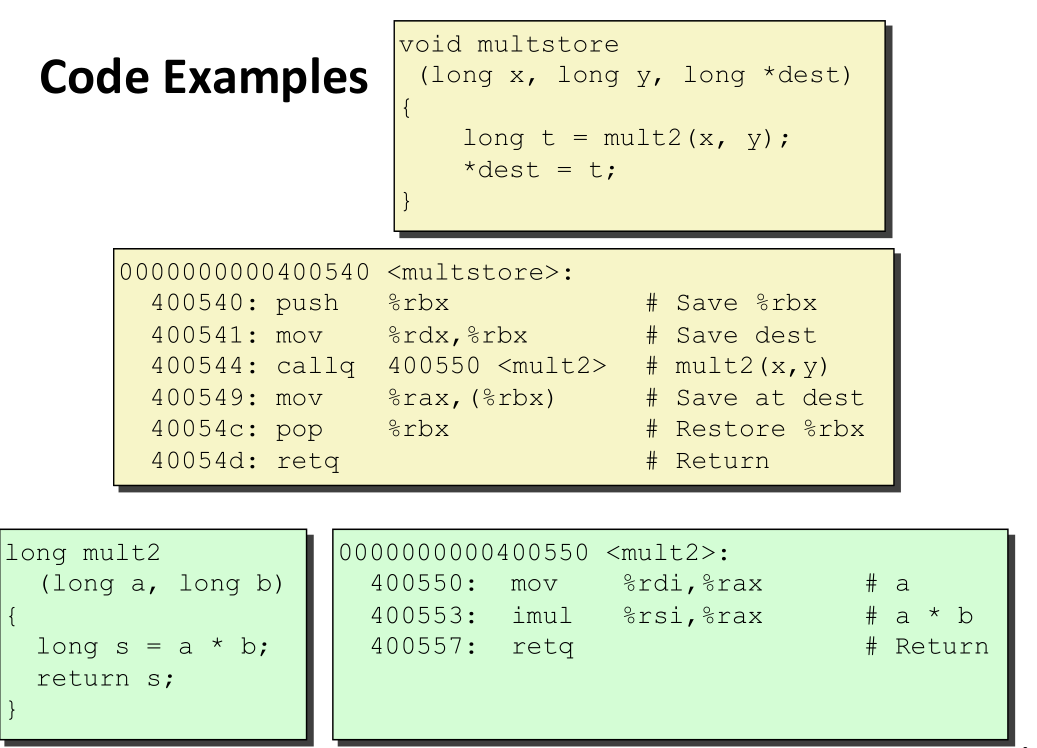 Code Examples
void multstore
 (long x, long y, long *dest)
{
    long t = mult2(x, y);
    *dest = t;
}
0000000000400540 <multstore>:
  400540: push   %rbx           # Save %rbx
  400541: mov    %rdx,%rbx      # Save dest
  400544: callq  400550 <mult2>  # mult2(x,y)
  400549: mov    %rax,(%rbx)    # Save at dest
  40054c: pop    %rbx           # Restore %rbx
  40054d: retq                  # Return
long mult2
  (long a, long b)
{
  long s = a * b;
  return s;
}
0000000000400550 <mult2>:
  400550:  mov    %rdi,%rax      # a
  400553:  imul   %rsi,%rax      # a * b
  400557:  retq                  # Return